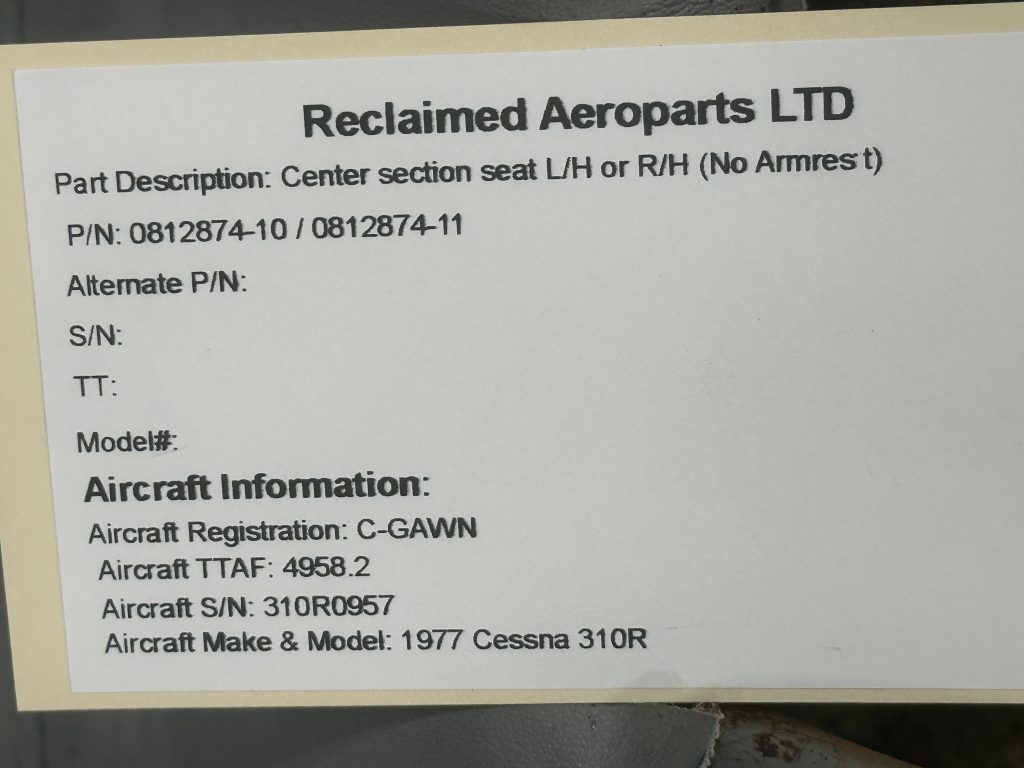 Reclaimed Aeroparts LTD
Part Description: Center section seat L/H or R/H (No Armrest)
P/N: 0812874-10 / 0812874-11
Alternate P/N:
S/N:
TT:
Model#:
Aircraft Information:
Aircraft Registration: C-GAWN
Aircraft TTAF: 4958.2
Aircraft S/N: 310R0957
Aircraft Make & Model: 1977 Cessna 310R